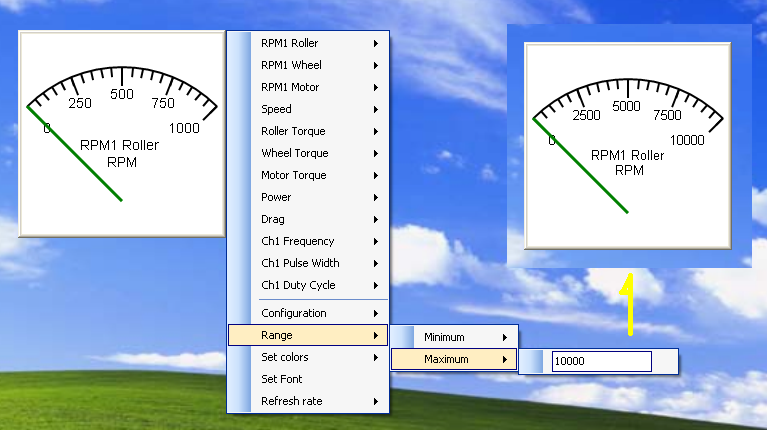 0 250 500 750 1000
RPM1 Roller
RPM
RPM1 Roller
RPM1 Wheel
RPM1 Motor
Speed
Roller Torque
Wheel Torque
Motor Torque
Power
Drag
Ch1 Frequency
Ch1 Pulse Width
Ch1 Duty Cycle
Configuration
Range
Set colors
Set Font
Refresh rate
Minimum
Maximum
10000
0 2500 5000 7500 10000
RPM1 Roller
RPM